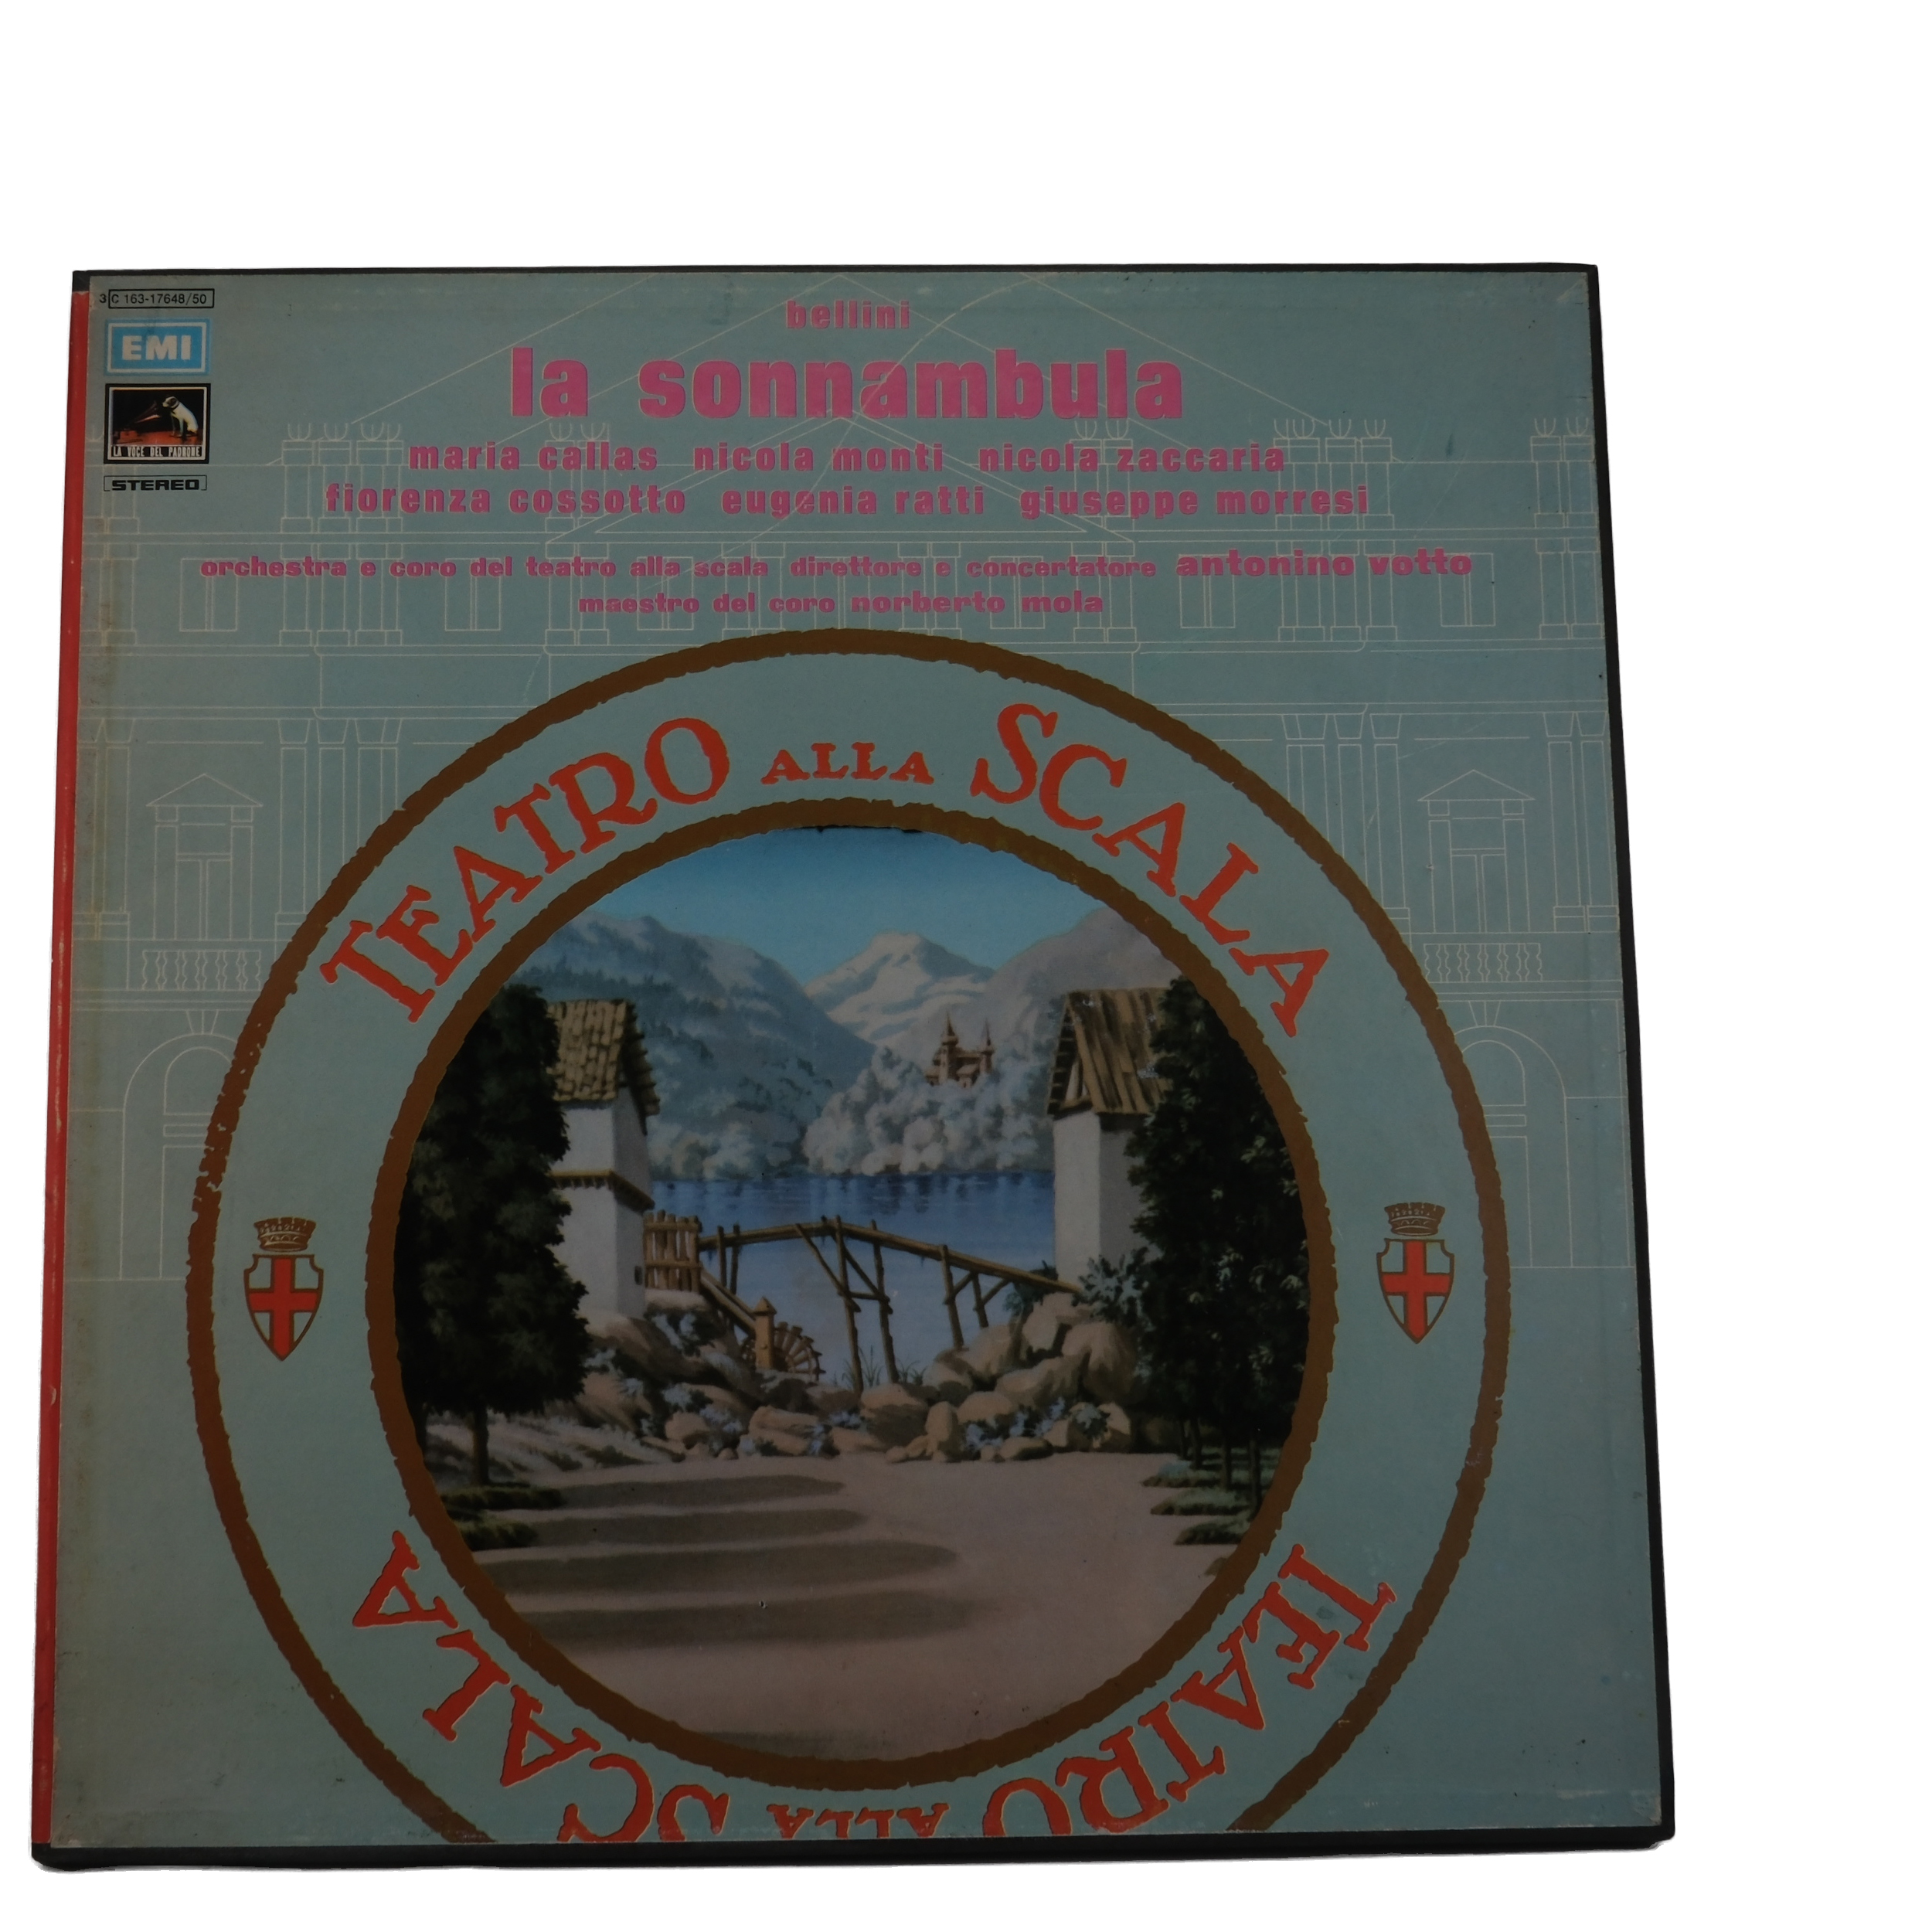 3C 163-17648/50
EMI
LA VOCE DEL PADRONE
STEREO
bellini
la sonnambula
maria callas nicola monti nicola zaccaria
fiorenza cossotto eugenia ratti giuseppe morresi
orchestra e coro del teatro alla scala direttore e concertatore antonino votto
maestro del coro norberto mola
TEATRO ALLA SCALA
TEATRO ALLA SCALA